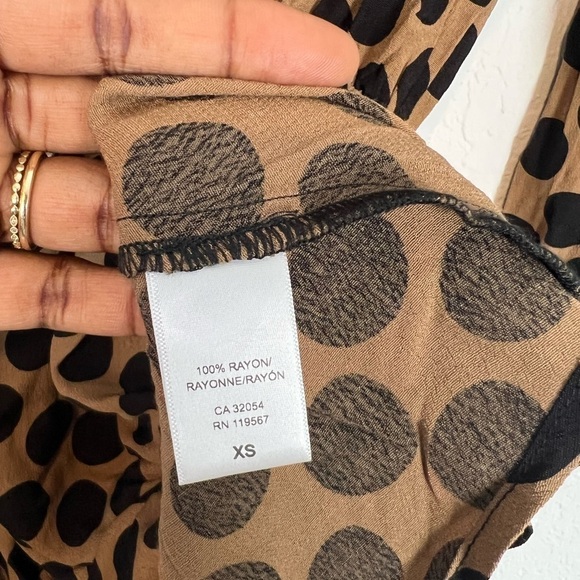 100% RAYON/
RAYONNE/RAYÓN
CA 32054
RN 119567
XS